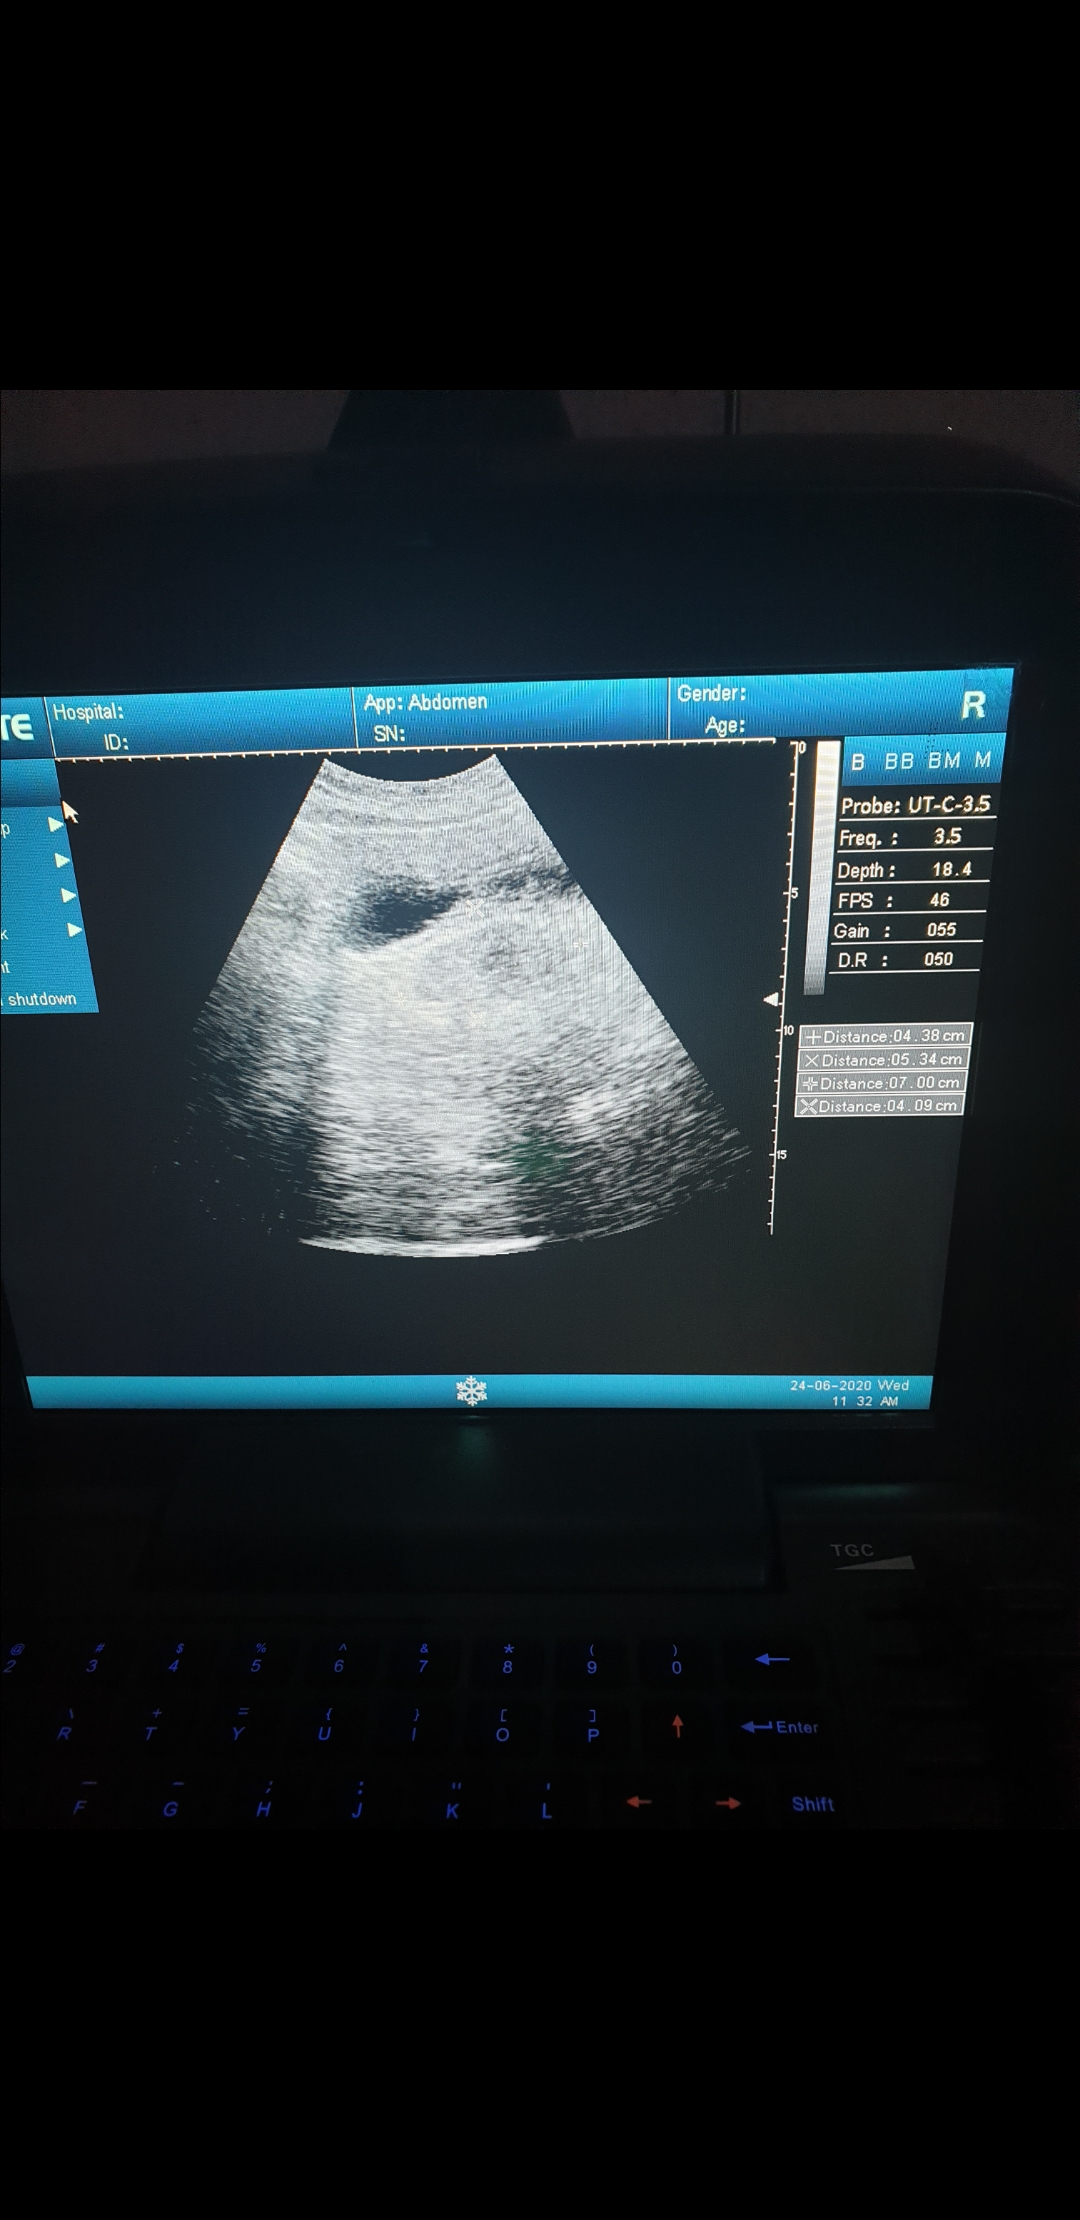 TE
Hospital:
ID:
App: Abdomen
SN:
Gender:
Age:
R
B BB BM M
Probe: UT-C-3.5
Freq. : 3.5
Depth : 18.4
FPS : 46
Gain : 055
D.R : 050
0
5
10
15
p
k
nt
shutdown
+Distance:04.38 cm
×Distance:05.34 cm
Distance:07.00 cm
Distance:04.09 cm
24-06-2020 Wed
11 32 AM
TGC
@ # $ % ^ & * ( )
2 3 4 5 6 7 8 9 0 ←
\ + = { } [ ] ↑
R T Y U I O P ↵ Enter
; : " '
F G H J K L ← → Shift